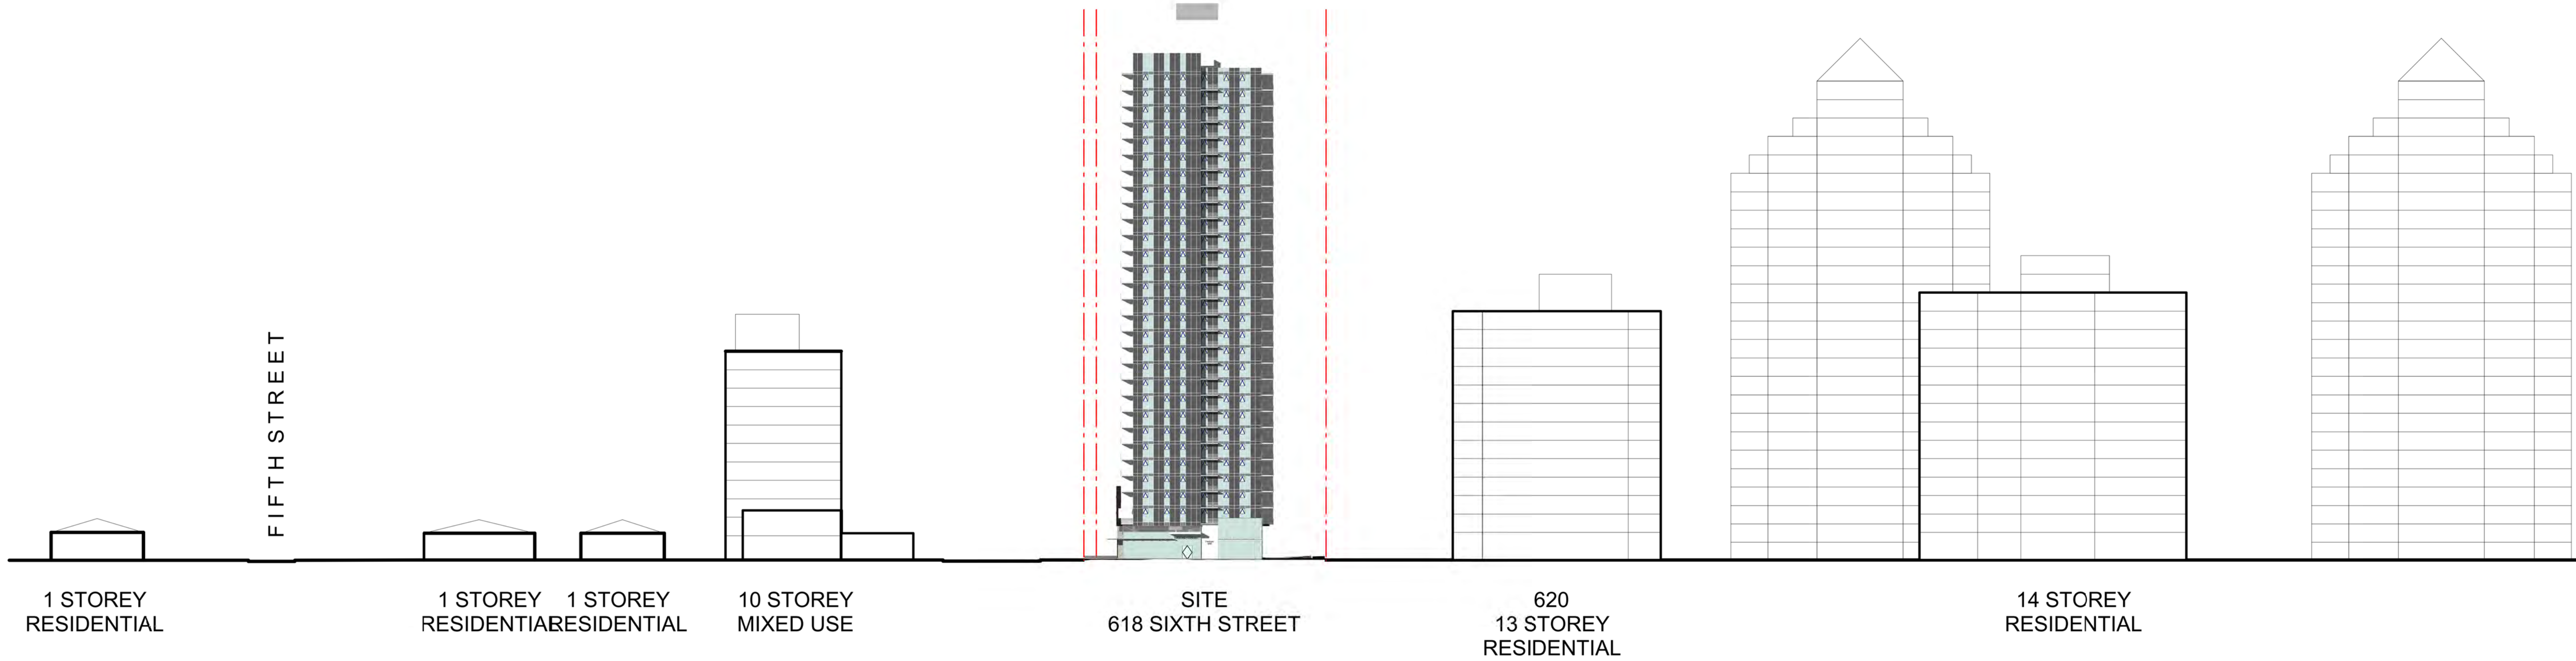 FIFTH STREET
1 STOREY
RESIDENTIAL
1 STOREY
RESIDENTIAL
1 STOREY
RESIDENTIAL
10 STOREY
MIXED USE
SITE
618 SIXTH STREET
620
13 STOREY
RESIDENTIAL
14 STOREY
RESIDENTIAL